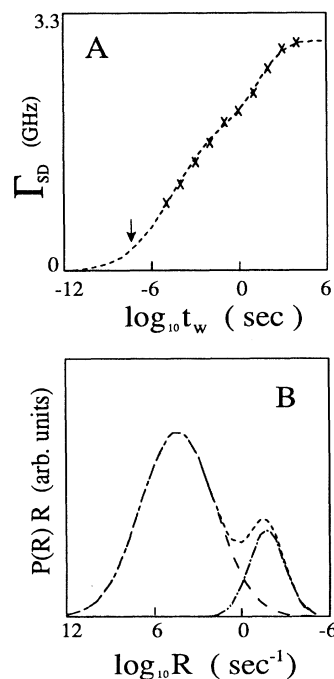 3.3
A
Γ_SD (GHz)
0
-12 -6 0 6
log₁₀t_w ( sec )
B
P(R) R (arb. units)
12 6 0 -6
log₁₀R ( sec⁻¹)